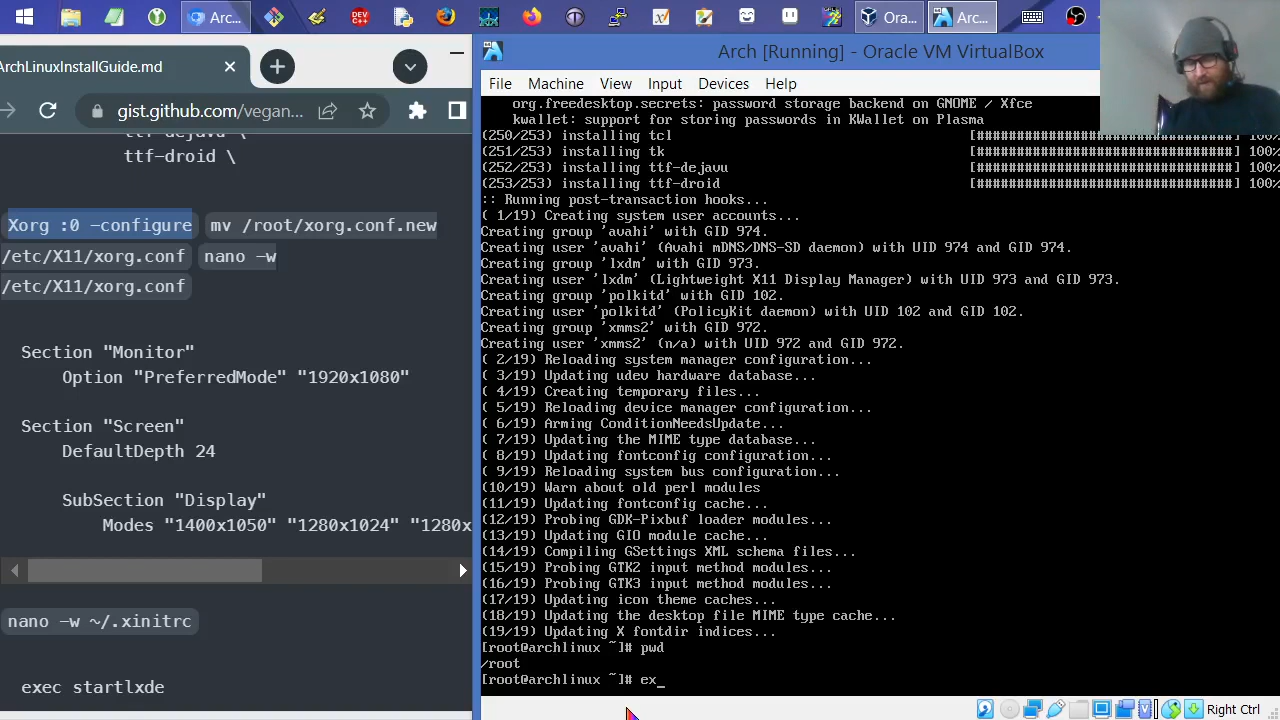 Arc...
Ora...
Arc...
ArchLinuxInstallGuide.md
gist.github.com/vegan...
ttf-dejavu \
ttf-droid \
Xorg :0 -configure mv /root/xorg.conf.new
/etc/X11/xorg.conf nano -w
/etc/X11/xorg.conf
Section "Monitor"
Option "PreferredMode" "1920x1080"
Section "Screen"
DefaultDepth 24
SubSection "Display"
Modes "1400x1050" "1280x1024" "1280x
nano -w ~/.xinitrc
exec startlxde
Arch [Running] - Oracle VM VirtualBox
File Machine View Input Devices Help
org.freedesktop.secrets: password storage backend on GNOME / Xfce
kwallet: support for storing passwords in KWallet on Plasma
(250/253) installing tcl [################################] 100%
(251/253) installing tk [################################] 100%
(252/253) installing ttf-dejavu [################################] 100%
(253/253) installing ttf-droid [################################] 100%
:: Running post-transaction hooks...
( 1/19) Creating system user accounts...
Creating group 'avahi' with GID 974.
Creating user 'avahi' (Avahi mDNS/DNS-SD daemon) with UID 974 and GID 974.
Creating group 'lxdm' with GID 973.
Creating user 'lxdm' (Lightweight X11 Display Manager) with UID 973 and GID 973.
Creating group 'polkitd' with GID 102.
Creating user 'polkitd' (PolicyKit daemon) with UID 102 and GID 102.
Creating group 'xmms2' with GID 972.
Creating user 'xmms2' (n/a) with UID 972 and GID 972.
( 2/19) Reloading system manager configuration...
( 3/19) Updating udev hardware database...
( 4/19) Creating temporary files...
( 5/19) Reloading device manager configuration...
( 6/19) Arming ConditionNeedsUpdate...
( 7/19) Updating the MIME type database...
( 8/19) Updating fontconfig configuration...
( 9/19) Reloading system bus configuration...
(10/19) Warn about old perl modules
(11/19) Updating fontconfig cache...
(12/19) Probing GDK-Pixbuf loader modules...
(13/19) Updating GIO module cache...
(14/19) Compiling GSettings XML schema files...
(15/19) Probing GTK2 input method modules...
(16/19) Probing GTK3 input method modules...
(17/19) Updating icon theme caches...
(18/19) Updating the desktop file MIME type cache...
(19/19) Updating X fontdir indices...
[root@archlinux ~]# pwd
/root
[root@archlinux ~]# ex_
Right Ctrl